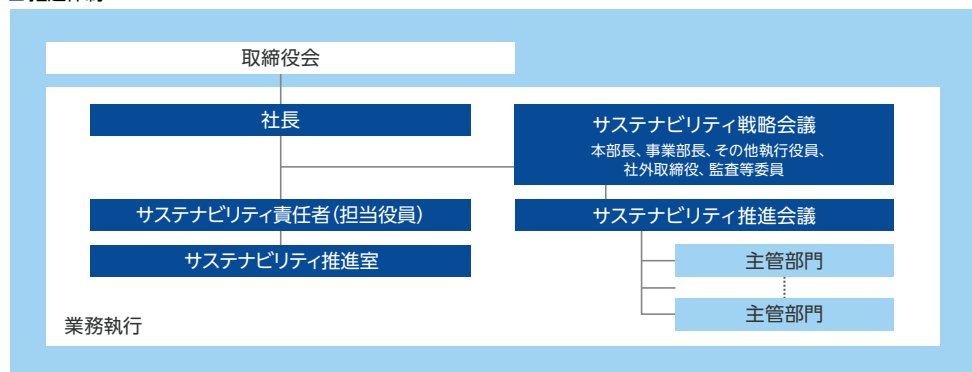 取締役会
社長
サステナビリティ戦略会議
本部長、事業部長、その他執行役員、
社外取締役、監査等委員
サステナビリティ責任者(担当役員)
サステナビリティ推進会議
サステナビリティ推進室
主管部門
主管部門
業務執行